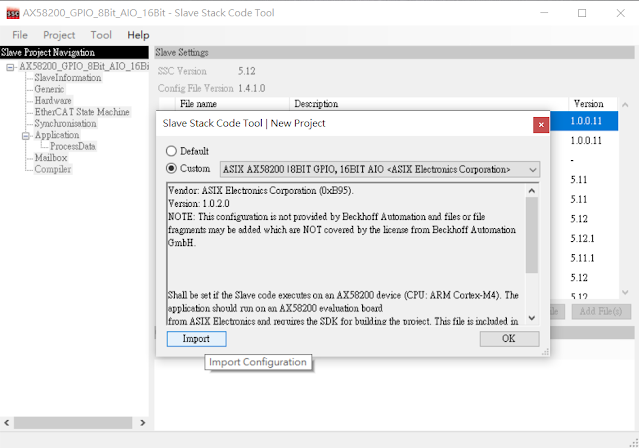 SSC AX58200_GPIO_8Bit_AIO_16Bit - Slave Stack Code Tool
File Project Tool Help
Slave Project Navigation
Slave Settings
AX58200_GPIO_8Bit_AIO_16Bi
SlaveInformation
Generic
Hardware
EtherCAT State Machine
Synchronisation
Application
ProcessData
Mailbox
Compiler
SSC Version 5.12
Config File Version 1.4.1.0
File name Description Version
1.0.0.11
1.0.0.11
-
5.11
5.11
5.12
5.12.1
5.11.1
5.12
5.12
Add File(s)
Slave Stack Code Tool | New Project
Default
Custom ASIX AX58200 |8BIT GPIO, 16BIT AIO <ASIX Electronics Corporation>
Vendor: ASIX Electronics Corporation (0xB95).
Version: 1.0.2.0
NOTE: This configuration is not provided by Beckhoff Automation and files or file
fragments may be added which are NOT covered by the license from Beckhoff Automation
GmbH.
Shall be set if the Slave code executes on an AX58200 device (CPU: ARM Cortex-M4). The
application should run on an AX58200 evaluation board
from ASIX Electronics and requires the SDK for building the project. This file is included in
Import OK
Import Configuration